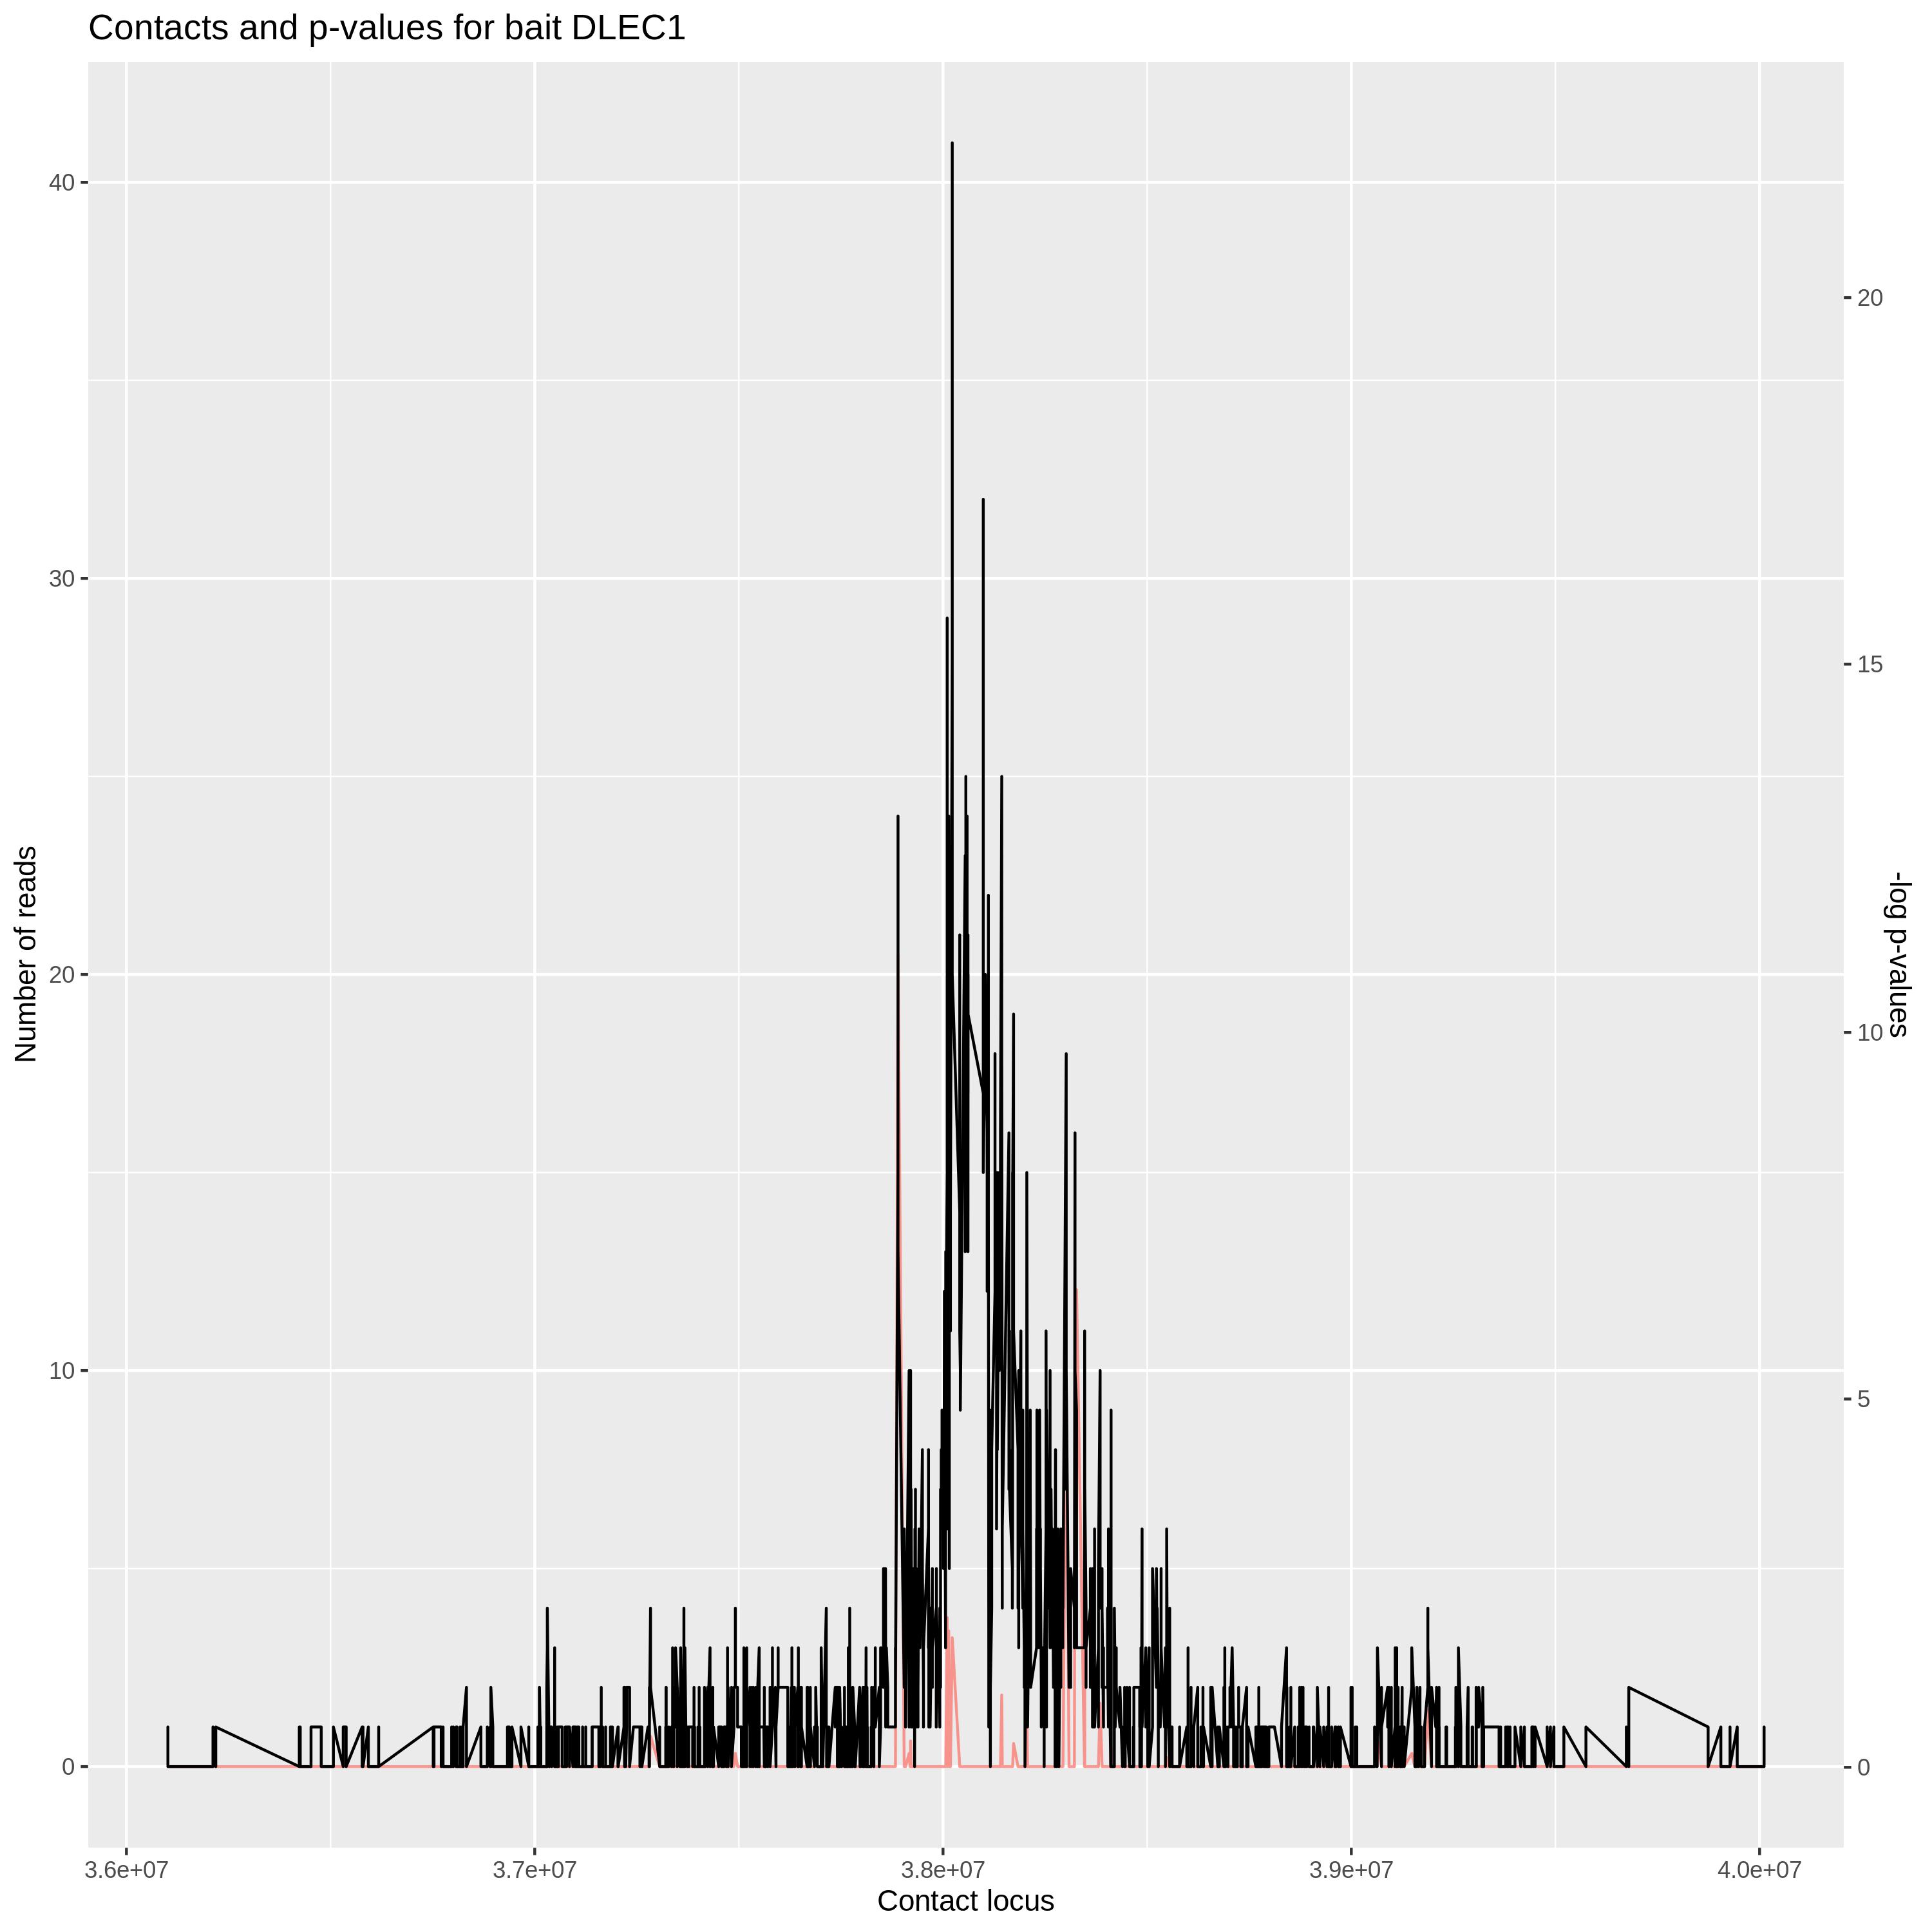 Contacts and p-values for bait DLEC1
40
30
20
10
0
Number of reads
20
15
10
5
0
-log p-values
3.6e+07
3.7e+07
3.8e+07
3.9e+07
4.0e+07
Contact locus